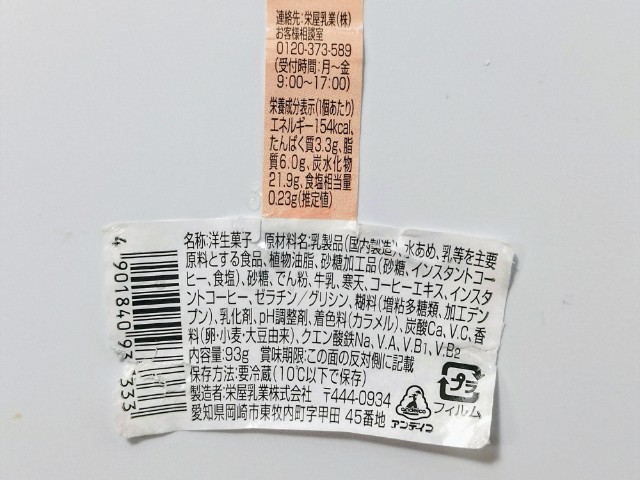 連絡先：栄屋乳業(株)
お客様相談室
0120-373-589
(受付時間：月～金
9:00～17:00)
栄養成分表示(1個あたり)
エネルギー154kcal、
たんぱく質3.3g、脂
質6.0g、炭水化物
21.9g、食塩相当量
0.23g(推定値)
名称：洋生菓子　原材料名：乳製品(国内製造)、水あめ、乳等を主要
原料とする食品、植物油脂、砂糖加工品(砂糖、インスタントコー
ヒー、食塩)、砂糖、でん粉、牛乳、寒天、コーヒーエキス、インスタ
ントコーヒー、ゼラチン／グリシン、糊料(増粘多糖類、加工デン
プン)、乳化剤、pH調整剤、着色料(カラメル)、炭酸Ca、V.C、香
料(卵・小麦・大豆由来)、クエン酸鉄Na、V.A、V.B1、V.B2
内容量：93g　賞味期限：この面の反対側に記載
保存方法：要冷蔵(10℃以下で保存)
製造者：栄屋乳業株式会社　〒444-0934
愛知県岡崎市東牧内町字甲田 45番地
アンデイコ
プラ
フィルム
4 901840 93 333